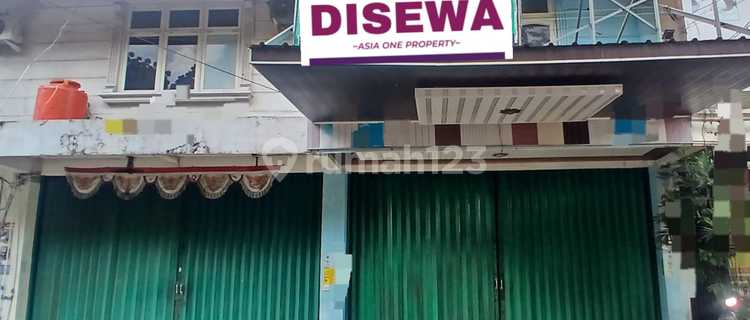 DISEWA
~ASIA ONE PROPERTY~
rumah123